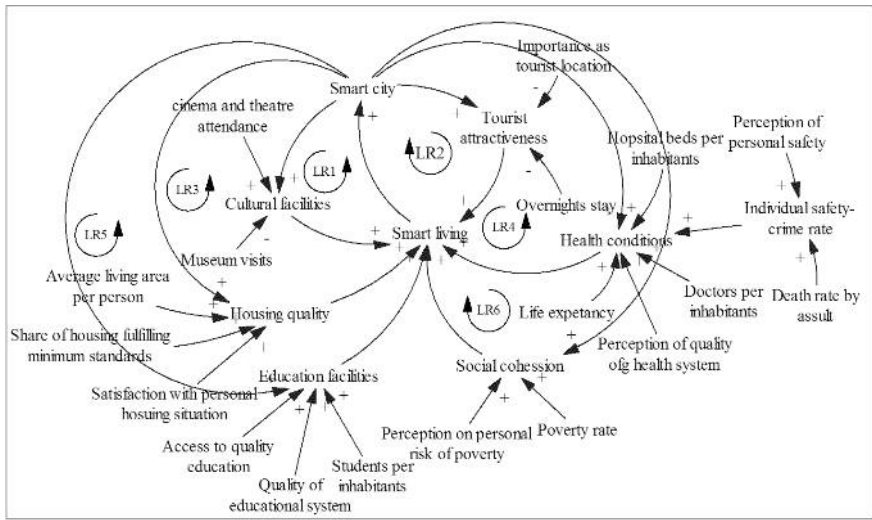 Importance as
tourist location
Smart city
cinema and theatre
attendance
Tourist
attractiveness
Hopsital beds per
inhabitants
Perception of
personal safety
LR1
LR2
LR3
Cultural facilities
Overnights stay
LR4
Individual safety-
crime rate
LR5
Smart living
Health conditions
Museum visits
Average living area
per person
Housing quality
LR6
Life expetancy
Doctors per
inhabitants
Death rate by
assult
Share of housing fulfilling
minimum standards
Perception of quality
ofg health system
Social cohession
Education facilities
Satisfaction with personal
hosuing situation
Perception on personal
risk of poverty
Poverty rate
Access to quality
education
Students per
inhabitants
Quality of
educational system